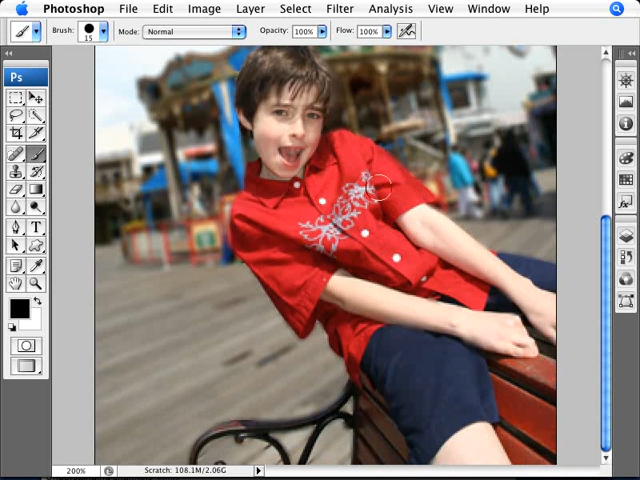 Photoshop File Edit Image Layer Select Filter Analysis View Window Help
Brush: 15 Mode: Normal Opacity: 100% Flow: 100%
Ps
T
200% Scratch: 108.1M/2.06G